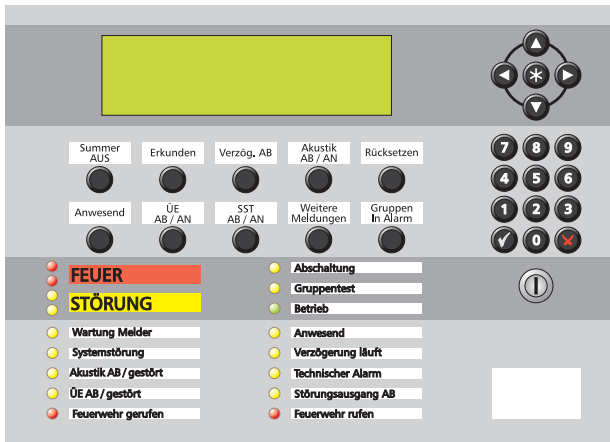 Summer
AUS
Erkunden
Verzög. AB
Akustik
AB / AN
Rücksetzen
Anwesend
ÜE
AB / AN
SST
AB / AN
Weitere
Meldungen
Gruppen
In Alarm
7 8 9
4 5 6
1 2 3
0
FEUER
STÖRUNG
Wartung Melder
Systemstörung
Akustik AB / gestört
ÜE AB / gestört
Feuerwehr gerufen
Abschaltung
Gruppentest
Betrieb
Anwesend
Verzögerung läuft
Technischer Alarm
Störungsausgang AB
Feuerwehr rufen